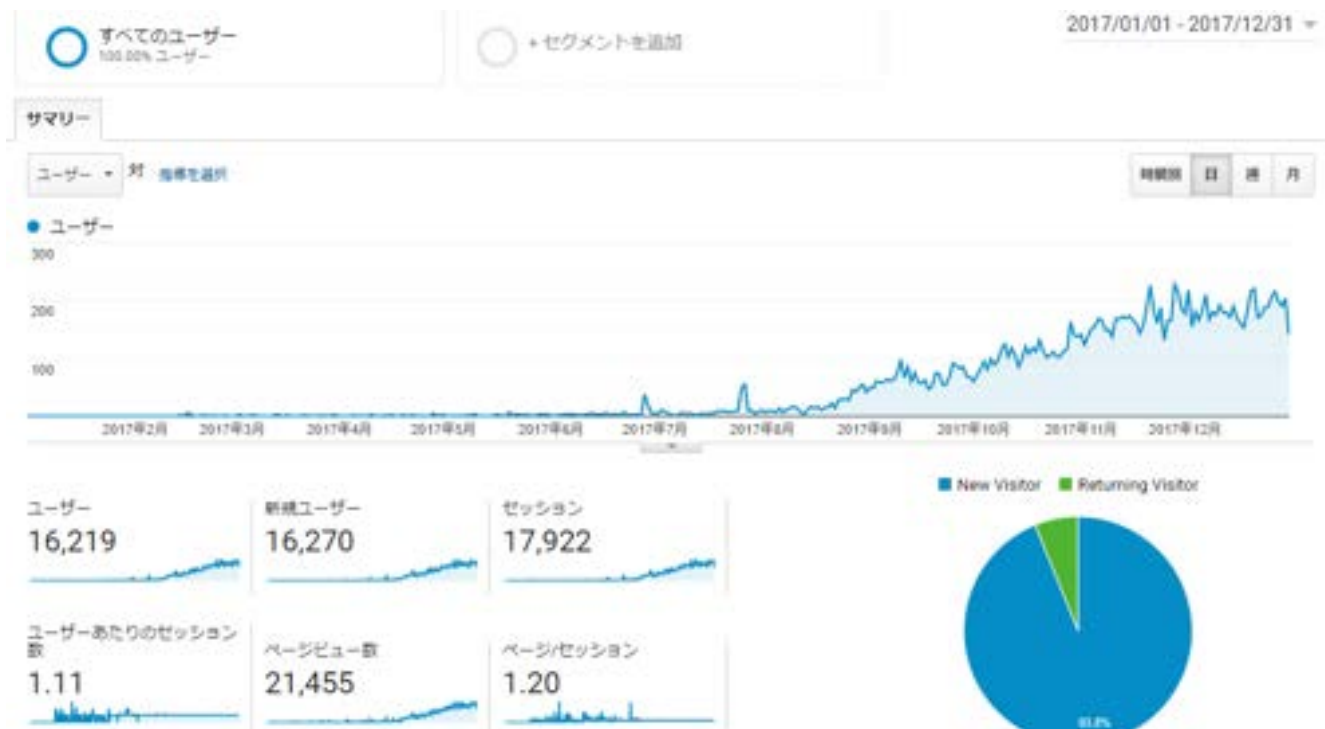 すべてのユーザー
100.00% ユーザー
+ セグメントを追加
2017/01/01 - 2017/12/31
サマリー
ユーザー 対 指標を選択
時間別 日 週 月
ユーザー
300
200
100
2017年2月 2017年3月 2017年4月 2017年5月 2017年6月 2017年7月 2017年8月 2017年9月 2017年10月 2017年11月 2017年12月
New Visitor Returning Visitor
ユーザー 新規ユーザー セッション
16,219 16,270 17,922
ユーザーあたりのセッション
数
ページビュー数 ページ/セッション
1.11 21,455 1.20
93.8%